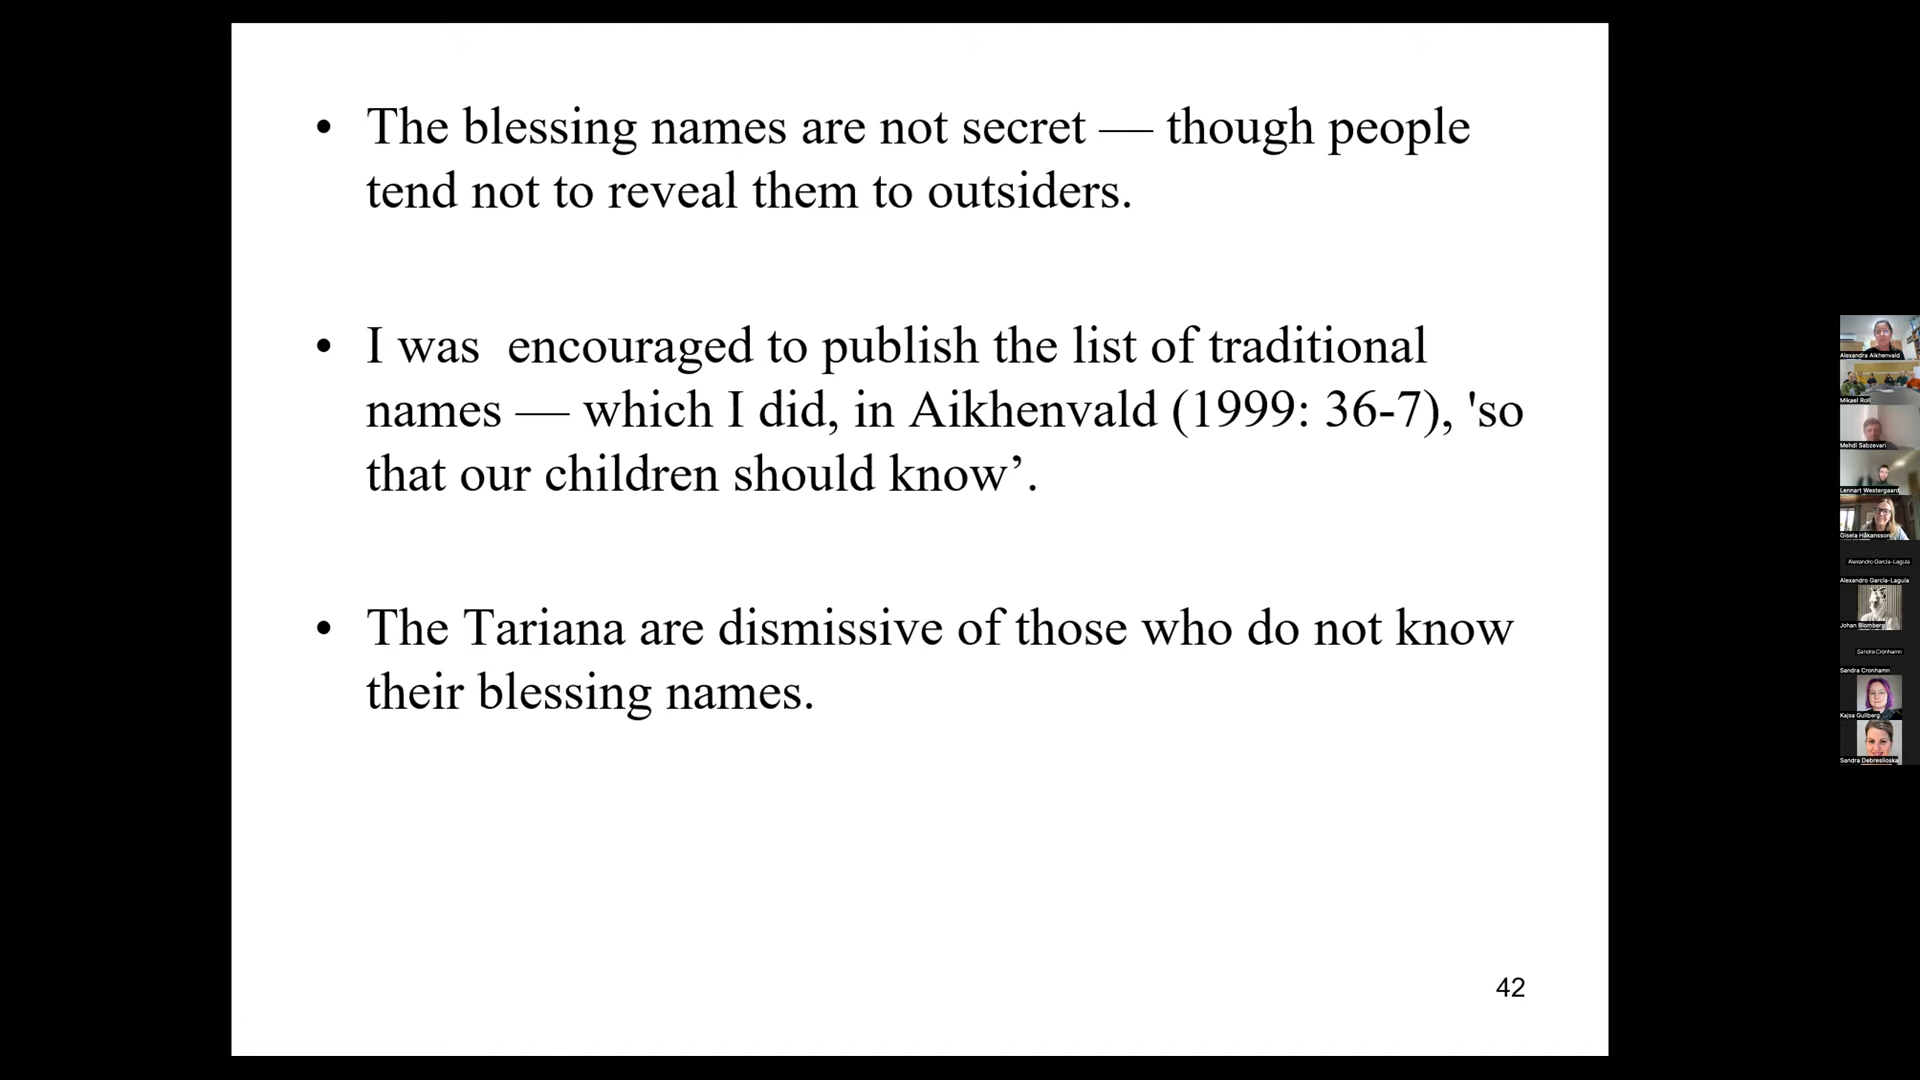 • The blessing names are not secret — though people
tend not to reveal them to outsiders.
• I was  encouraged to publish the list of traditional
names — which I did, in Aikhenvald (1999: 36-7), 'so
that our children should know’.
• The Tariana are dismissive of those who do not know
their blessing names.
42
Alexandra Aikhenvald
Mikael Roll
Mehdi Sabzevari
Lennart Westergaard
Gisela Håkansson
Alexandro García-Laguía
Alexandro García-Laguía
Johan Blomberg
Sandra Cronhamn
Sandra Cronhamn
Kajsa Gullberg
Sandra Debreslioska